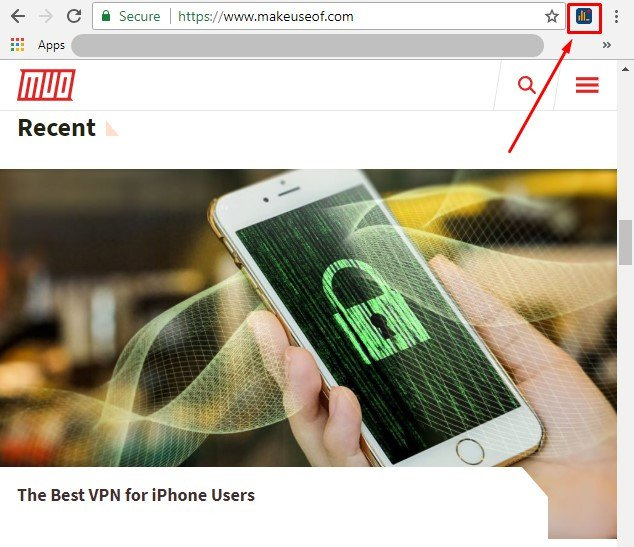 Secure https://www.makeuseof.com
Apps »
MUO
Recent
The Best VPN for iPhone Users